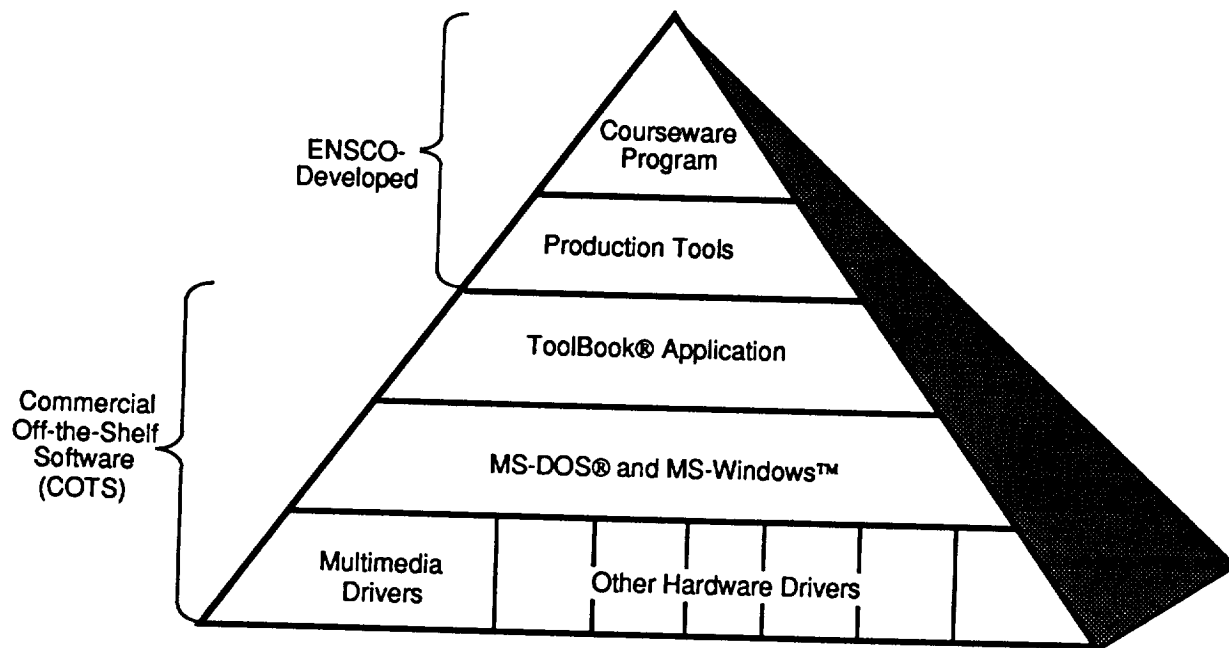 Courseware
Program
ENSCO-
Developed
Production Tools
ToolBook® Application
Commercial
Off-the-Shelf
Software
(COTS)
MS-DOS® and MS-Windows™
Multimedia
Drivers
Other Hardware Drivers